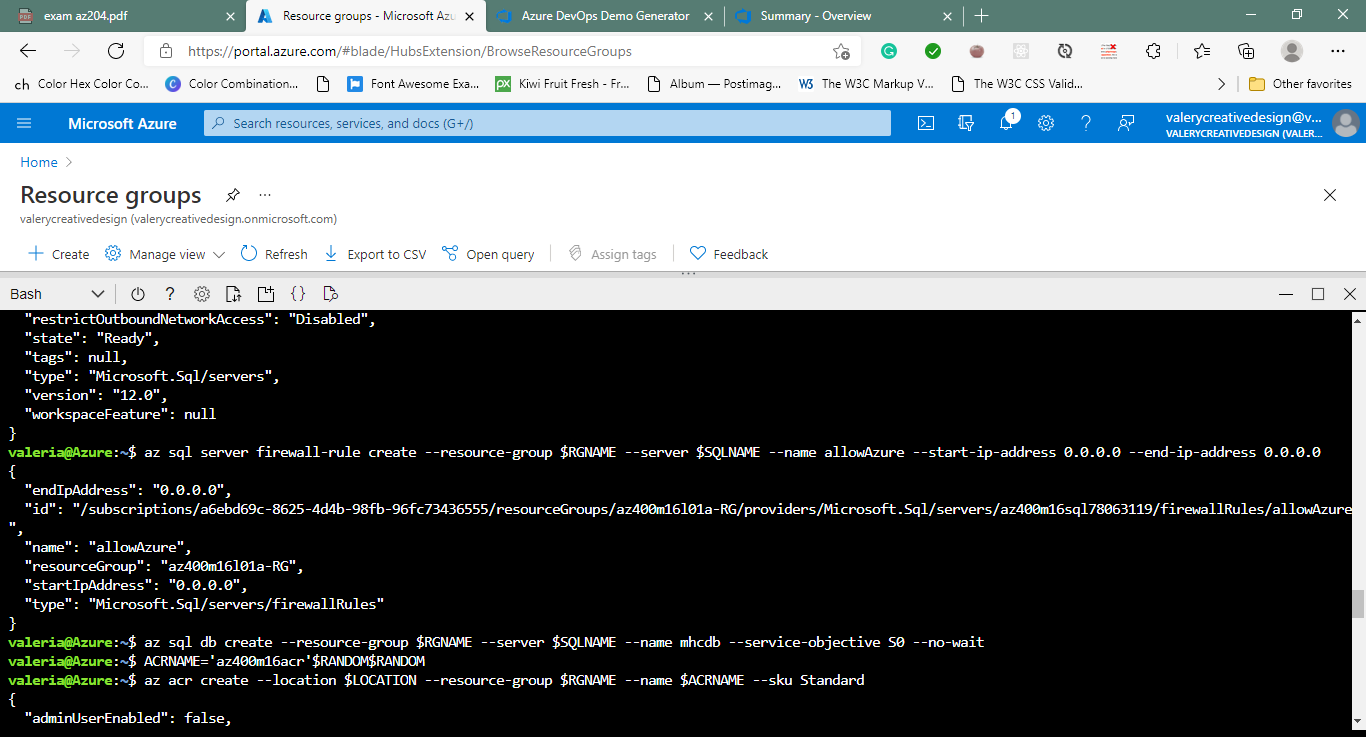 exam az204.pdf
Resource groups - Microsoft Azu
Azure DevOps Demo Generator
Summary - Overview
https://portal.azure.com/#blade/HubsExtension/BrowseResourceGroups
ch Color Hex Color Co...
C Color Combination...
Font Awesome Exa...
px Kiwi Fruit Fresh - Fr...
Album — Postimag...
W3 The W3C Markup V...
The W3C CSS Valid...
Other favorites
Microsoft Azure
Search resources, services, and docs (G+/)
1
valerycreativedesign@v...
VALERYCREATIVEDESIGN (VALER...
Home
Resource groups
valerycreativedesign (valerycreativedesign.onmicrosoft.com)
Create
Manage view
Refresh
Export to CSV
Open query
Assign tags
Feedback
Bash
"restrictOutboundNetworkAccess": "Disabled",
"state": "Ready",
"tags": null,
"type": "Microsoft.Sql/servers",
"version": "12.0",
"workspaceFeature": null
}
valeria@Azure:~$ az sql server firewall-rule create --resource-group $RGNAME --server $SQLNAME --name allowAzure --start-ip-address 0.0.0.0 --end-ip-address 0.0.0.0
{
"endIpAddress": "0.0.0.0",
"id": "/subscriptions/a6ebd69c-8625-4d4b-98fb-96fc73436555/resourceGroups/az400m16l01a-RG/providers/Microsoft.Sql/servers/az400m16sql78063119/firewallRules/allowAzure
",
"name": "allowAzure",
"resourceGroup": "az400m16l01a-RG",
"startIpAddress": "0.0.0.0",
"type": "Microsoft.Sql/servers/firewallRules"
}
valeria@Azure:~$ az sql db create --resource-group $RGNAME --server $SQLNAME --name mhcdb --service-objective S0 --no-wait
valeria@Azure:~$ ACRNAME='az400m16acr'$RANDOM$RANDOM
valeria@Azure:~$ az acr create --location $LOCATION --resource-group $RGNAME --name $ACRNAME --sku Standard
{
"adminUserEnabled": false,